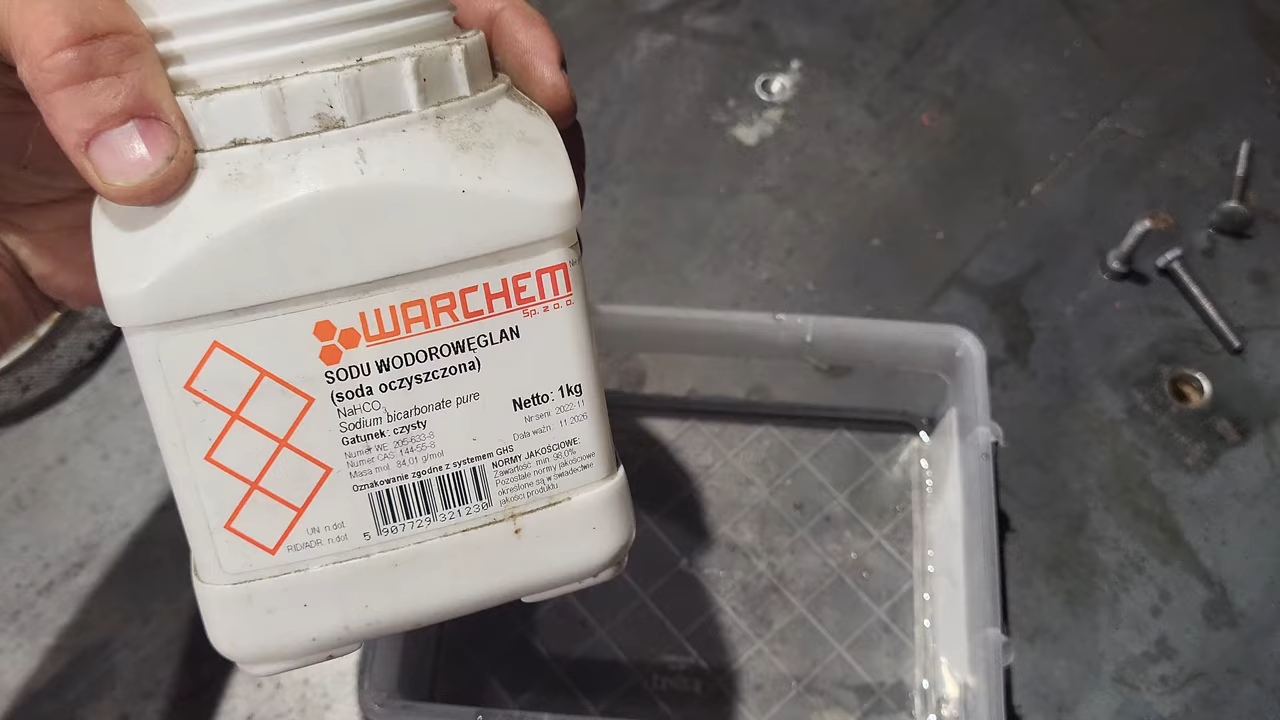 WARCHEM
Sp. z o. o.
SODU WODOROWĘGLAN
(soda oczyszczona)
NaHCO3
Sodium bicarbonate pure
Gatunek: czysty
Numer WE: 205-633-8
Numer CAS: 144-55-8
Masa mol.: 84,01 g/mol
Oznakowanie zgodne z systemem GHS
Netto: 1kg
Nr serii: 2022-11
Data ważn.: 11.2026
NORMY JAKOŚCIOWE:
Zawartość: min. 98,0%
Pozostałe normy jakościowe
określone są w świadectwie
jakości produktu.
UN: n.dot.
RID/ADR: n.dot.
5 907729 321230